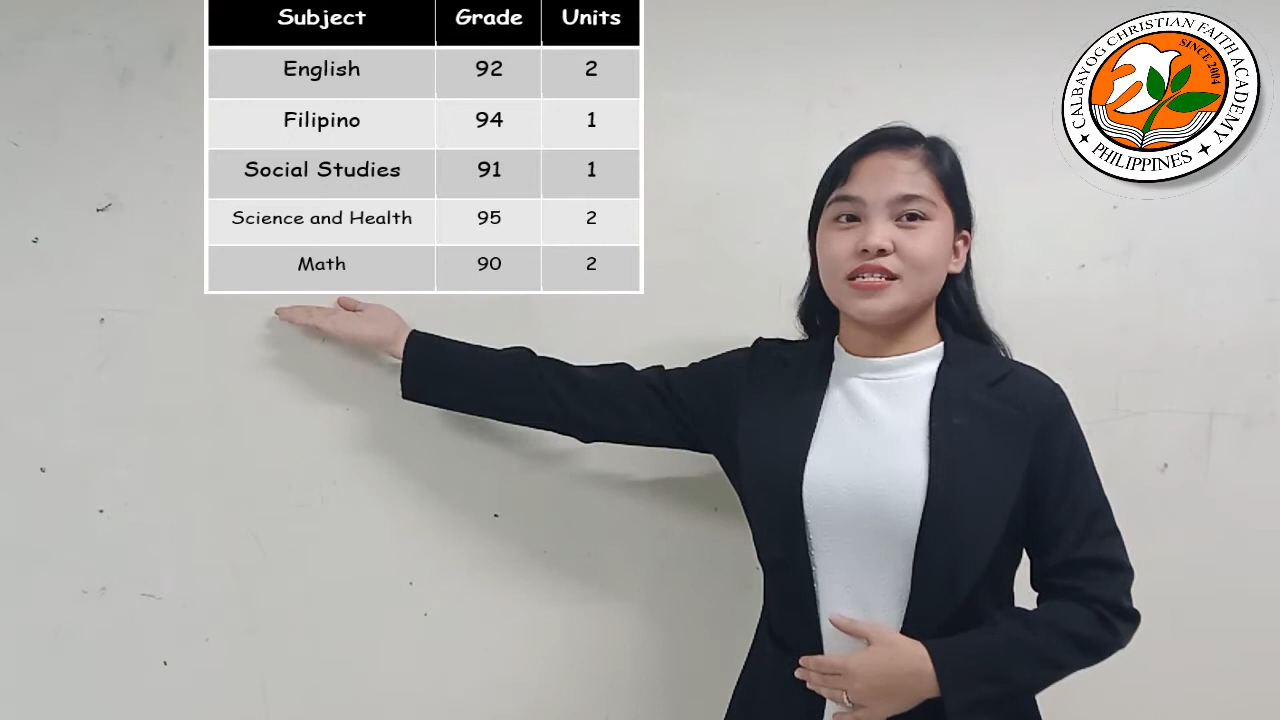 Subject Grade Units
English 92 2
Filipino 94 1
Social Studies 91 1
Science and Health 95 2
Math 90 2
CALBAYOG CHRISTIAN FAITH ACADEMY
SINCE 2004
PHILIPPINES